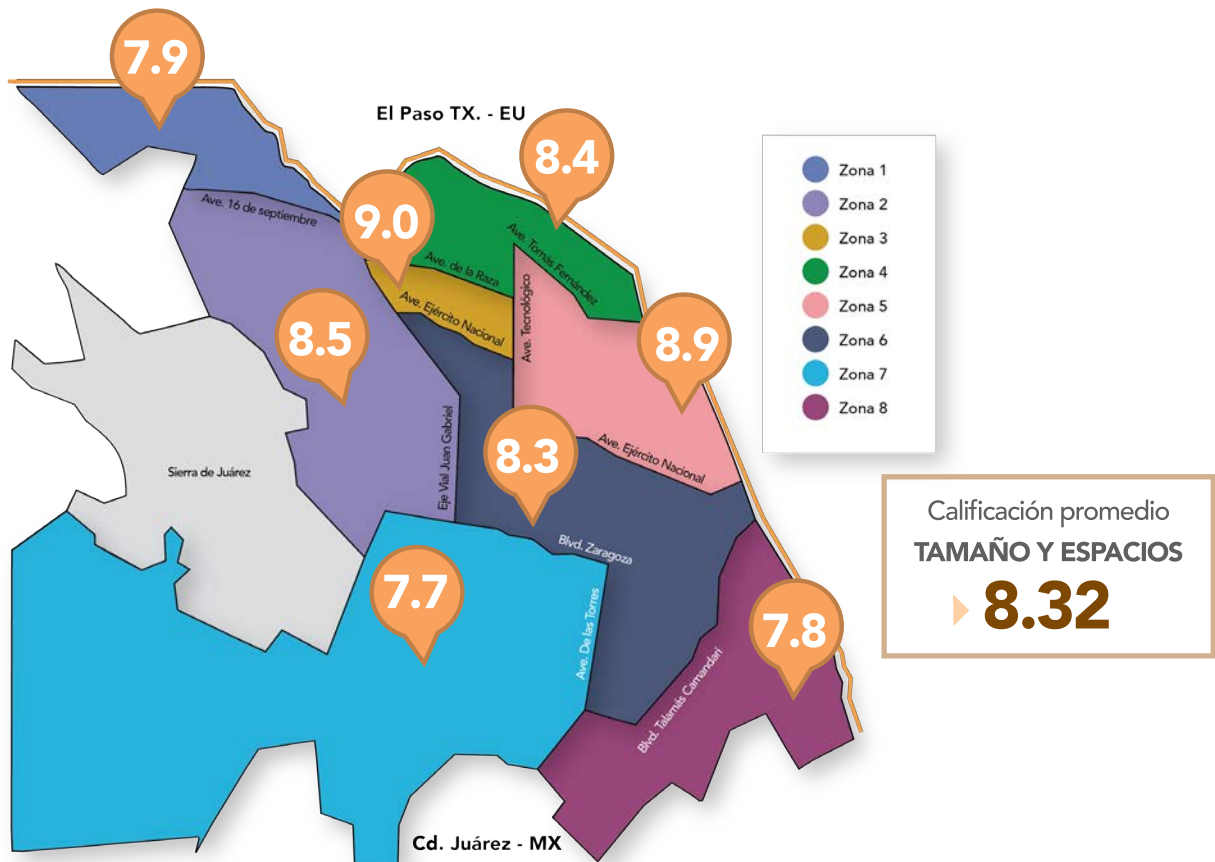 7.9
El Paso TX. - EU
8.4
9.0
Ave. 16 de septiembre
Ave. de la Raza
Ave. Tomás Fernández
Ave. Ejército Nacional
Ave. Tecnológico
8.5
8.9
Eje Vial Juan Gabriel
8.3
Ave. Ejército Nacional
Sierra de Juárez
Blvd. Zaragoza
7.7
Ave. De las Torres
7.8
Blvd. Talamás Camandari
Cd. Juárez - MX
Zona 1
Zona 2
Zona 3
Zona 4
Zona 5
Zona 6
Zona 7
Zona 8
Calificación promedio
TAMAÑO Y ESPACIOS
8.32